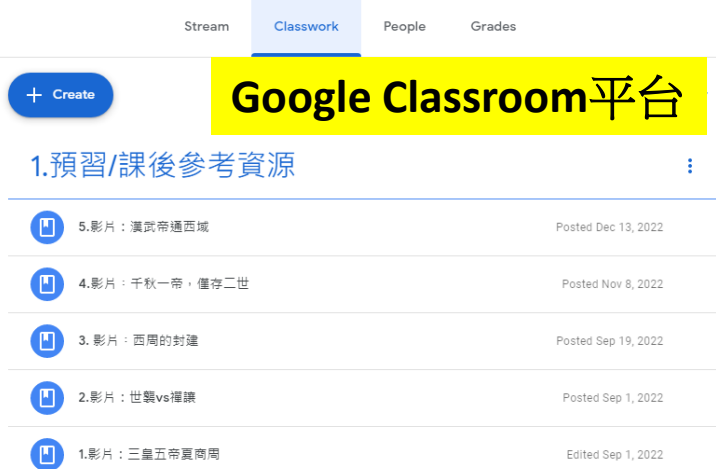 Stream Classwork People Grades
+ Create
Google Classroom平台
1.預習/課後參考資源
5.影片：漢武帝通西域 Posted Dec 13, 2022
4.影片：千秋一帝，僅存二世 Posted Nov 8, 2022
3. 影片：西周的封建 Posted Sep 19, 2022
2.影片：世襲vs禪讓 Posted Sep 1, 2022
1.影片：三皇五帝夏商周 Edited Sep 1, 2022